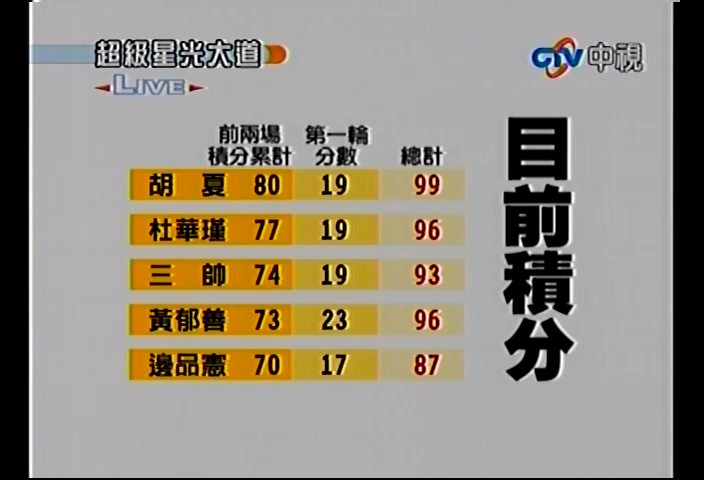 超級星光大道
LIVE
CTV中視
目前積分
前兩場積分累計 第一輪分數 總計
胡夏 80 19 99
杜華瑾 77 19 96
三帥 74 19 93
黃郁善 73 23 96
邊品憲 70 17 87